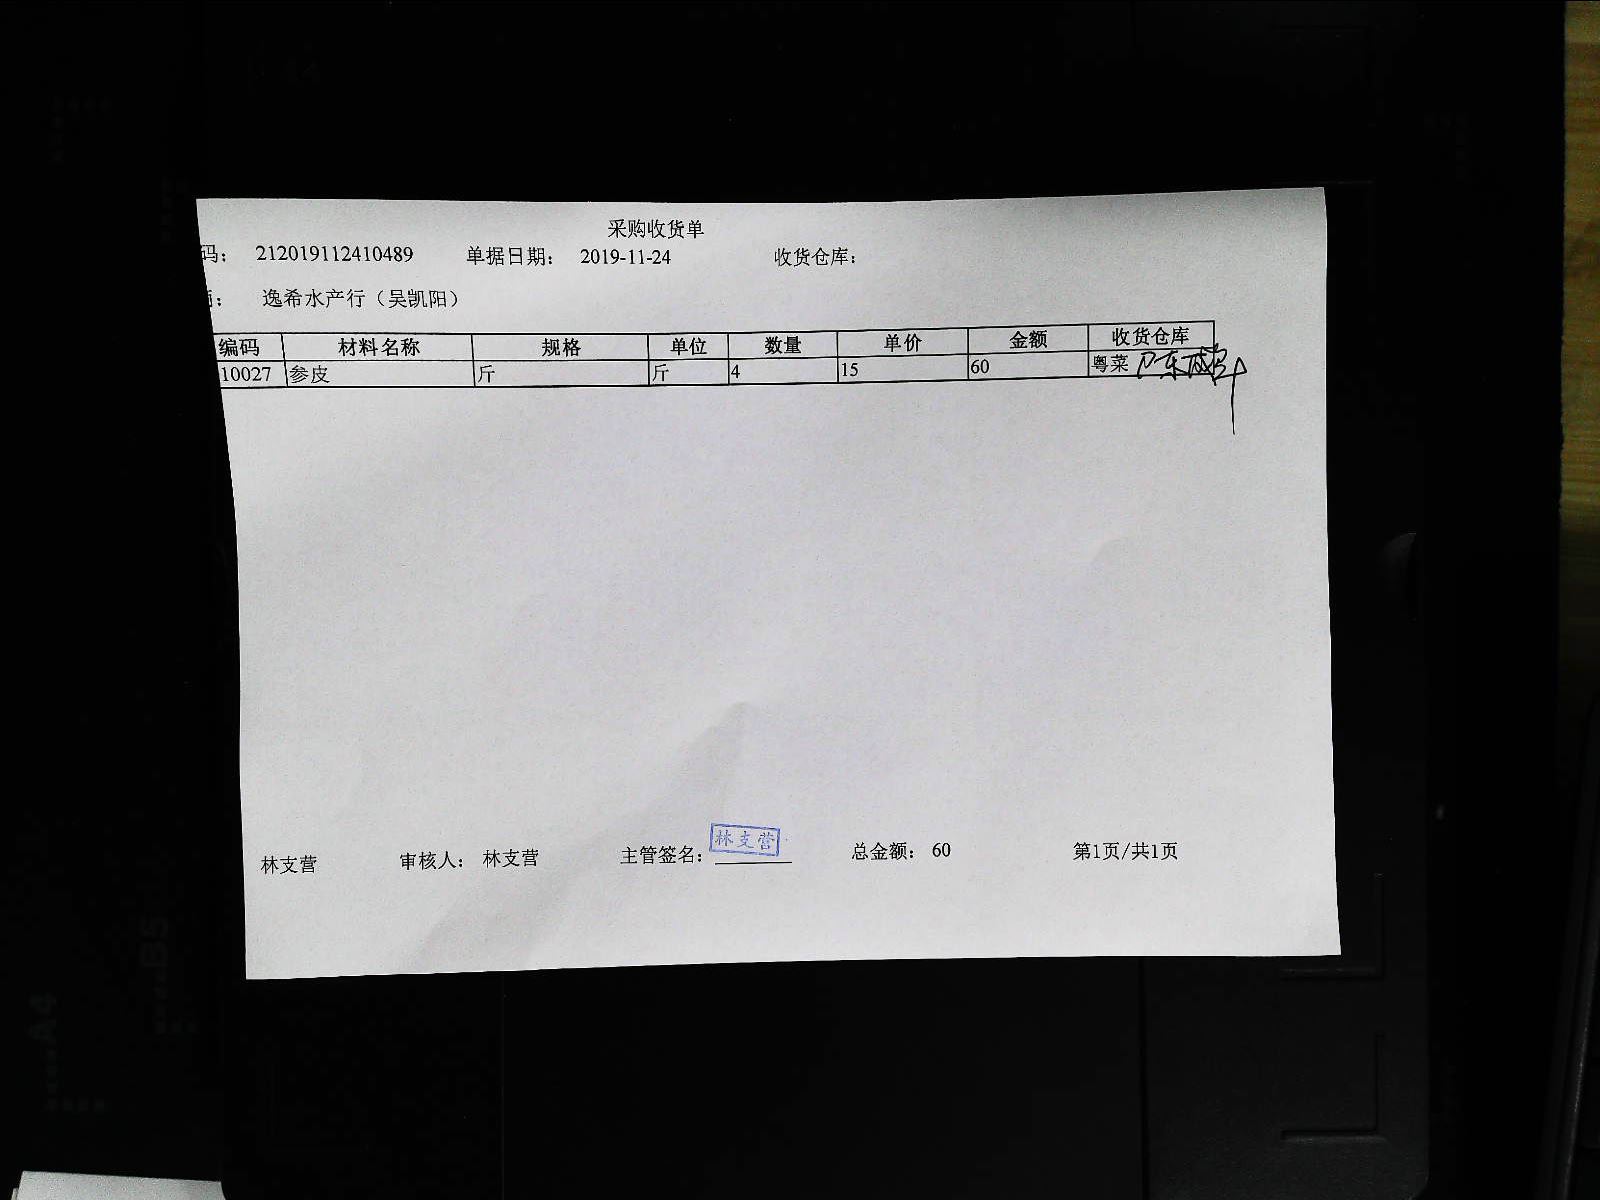 采购收货单
码： 212019112410489 单据日期： 2019-11-24 收货仓库：
逸希水产行（吴凯阳）
编码 材料名称 规格 单位 数量 单价 金额 收货仓库
10027 参皮 斤 斤 4 15 60 粤菜
林支营 审核人： 林支营 主管签名： 林支营 总金额： 60 第1页/共1页
B5
A4